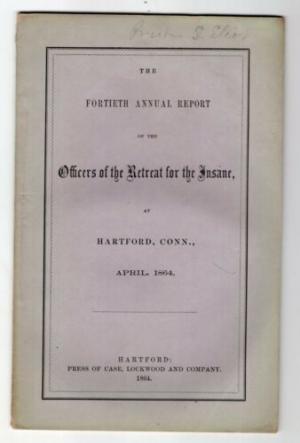 THE
FORTIETH ANNUAL REPORT
OF THE
Officers of the Retreat for the Insane,
AT
HARTFORD, CONN.,
APRIL, 1864.
HARTFORD:
PRESS OF CASE, LOCKWOOD AND COMPANY.
1864.